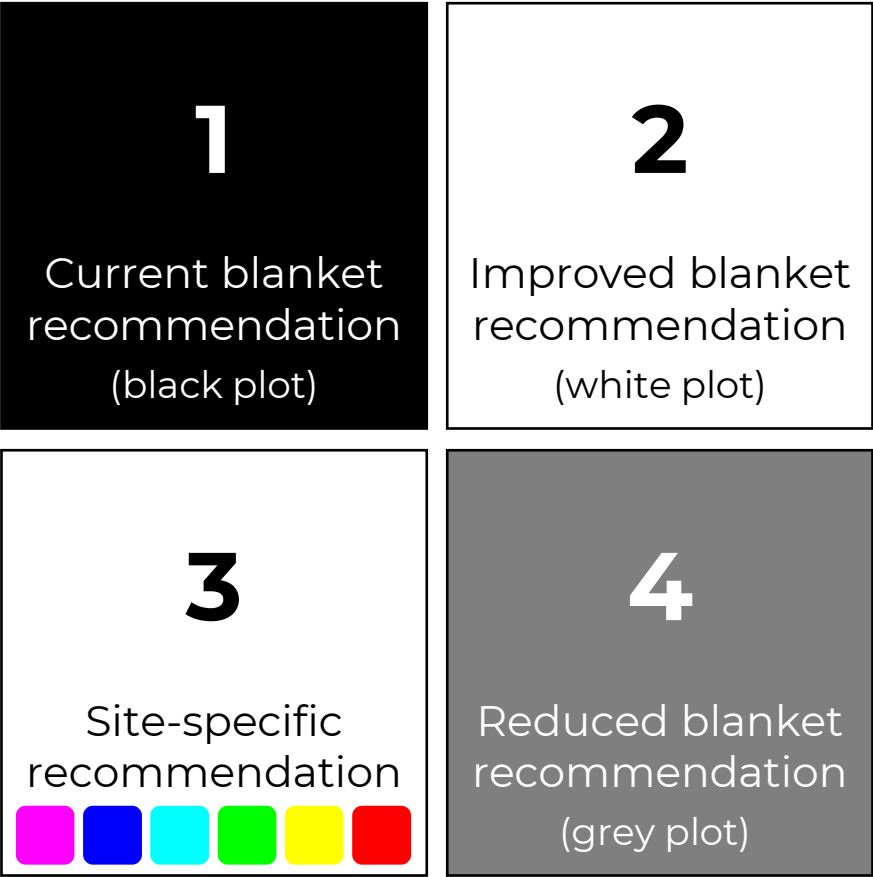 1
Current blanket
recommendation
(black plot)
2
Improved blanket
recommendation
(white plot)
3
Site-specific
recommendation
4
Reduced blanket
recommendation
(grey plot)